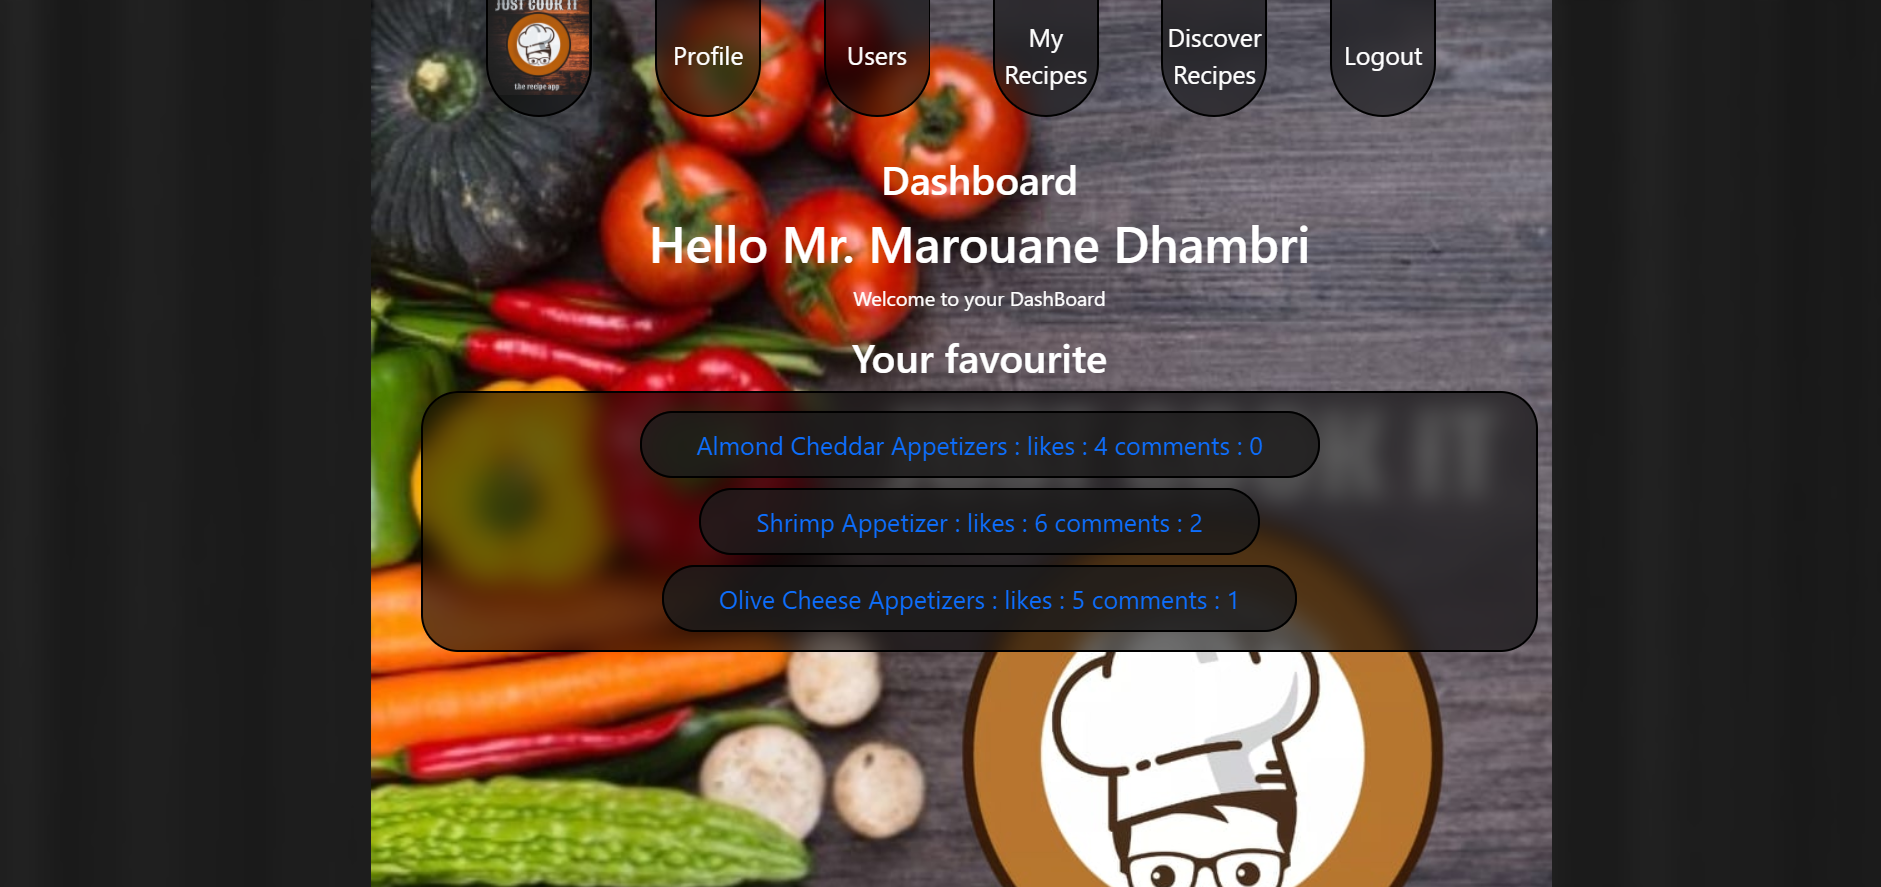 JUST COOK IT
the recipe app
Profile
Users
My
Recipes
Discover
Recipes
Logout
Dashboard
Hello Mr. Marouane Dhambri
Welcome to your DashBoard
Your favourite
Almond Cheddar Appetizers : likes : 4 comments : 0
Shrimp Appetizer : likes : 6 comments : 2
Olive Cheese Appetizers : likes : 5 comments : 1